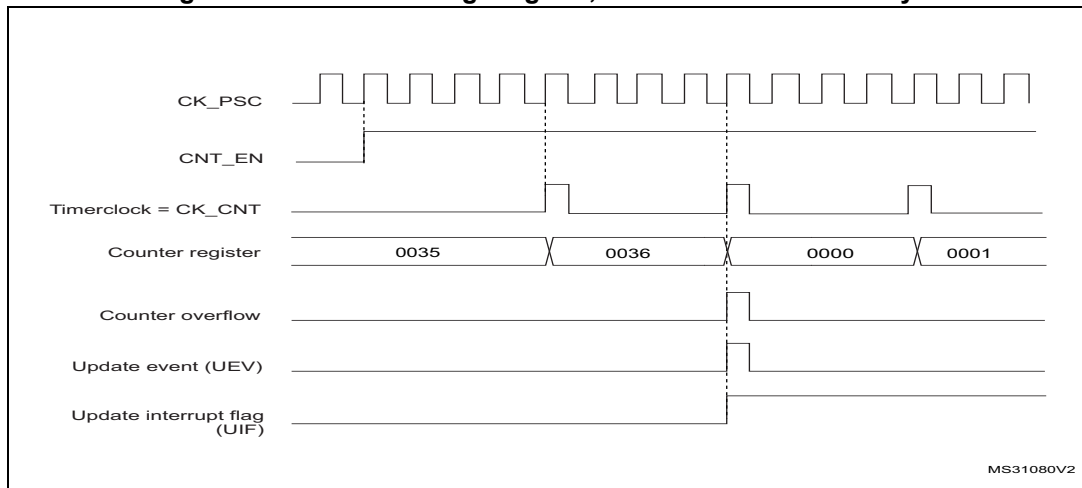 CK_PSC
CNT_EN
Timerclock = CK_CNT
Counter register 0035 0036 0000 0001
Counter overflow
Update event (UEV)
Update interrupt flag
(UIF)
MS31080V2